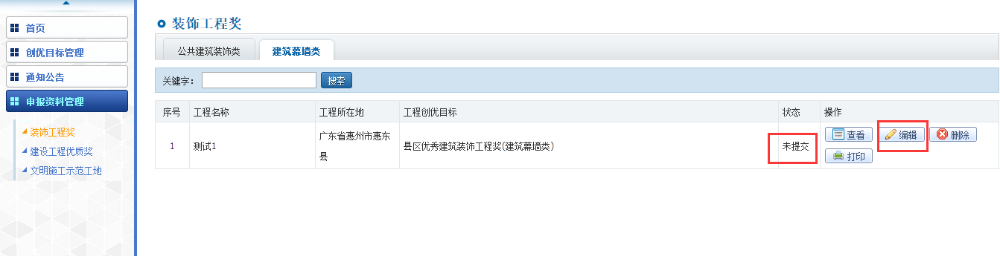 首页
创优目标管理
通知公告
申报资料管理
装饰工程奖
建设工程优质奖
文明施工示范工地
装饰工程奖
公共建筑装饰类 建筑幕墙类
关键字： 搜索
序号 工程名称 工程所在地 工程创优目标 状态 操作
1 测试1 广东省惠州市惠东县 县区优秀建筑装饰工程奖(建筑幕墙类) 未提交 查看 编辑 删除
打印